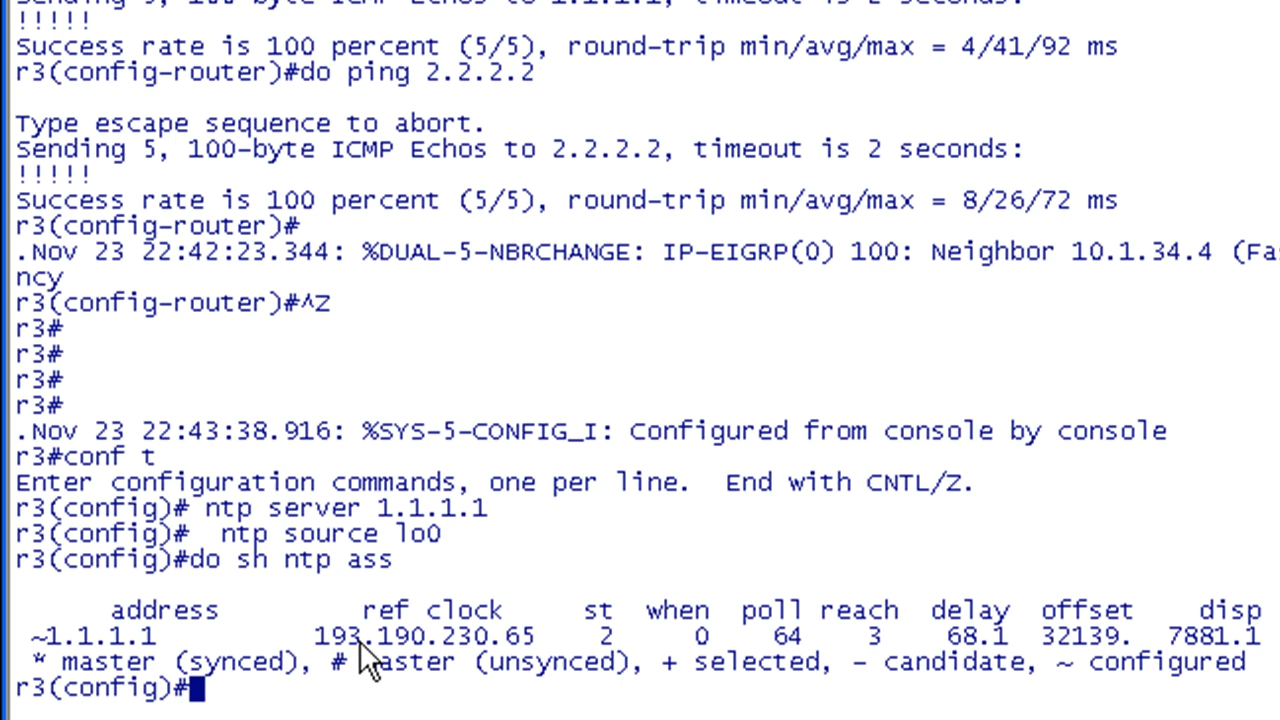 Sending 5, 100-byte ICMP Echos to 1.1.1.1, timeout is 2 seconds:
!!!!!
Success rate is 100 percent (5/5), round-trip min/avg/max = 4/41/92 ms
r3(config-router)#do ping 2.2.2.2
Type escape sequence to abort.
Sending 5, 100-byte ICMP Echos to 2.2.2.2, timeout is 2 seconds:
!!!!!
Success rate is 100 percent (5/5), round-trip min/avg/max = 8/26/72 ms
r3(config-router)#
.Nov 23 22:42:23.344: %DUAL-5-NBRCHANGE: IP-EIGRP(0) 100: Neighbor 10.1.34.4 (Fas
ncy
r3(config-router)#^Z
r3#
r3#
r3#
r3#
.Nov 23 22:43:38.916: %SYS-5-CONFIG_I: Configured from console by console
r3#conf t
Enter configuration commands, one per line.  End with CNTL/Z.
r3(config)# ntp server 1.1.1.1
r3(config)#  ntp source lo0
r3(config)#do sh ntp ass
address ref clock st when poll reach delay offset disp
~1.1.1.1 193.190.230.65 2 0 64 3 68.1 32139. 7881.1
* master (synced), # master (unsynced), + selected, - candidate, ~ configured
r3(config)#